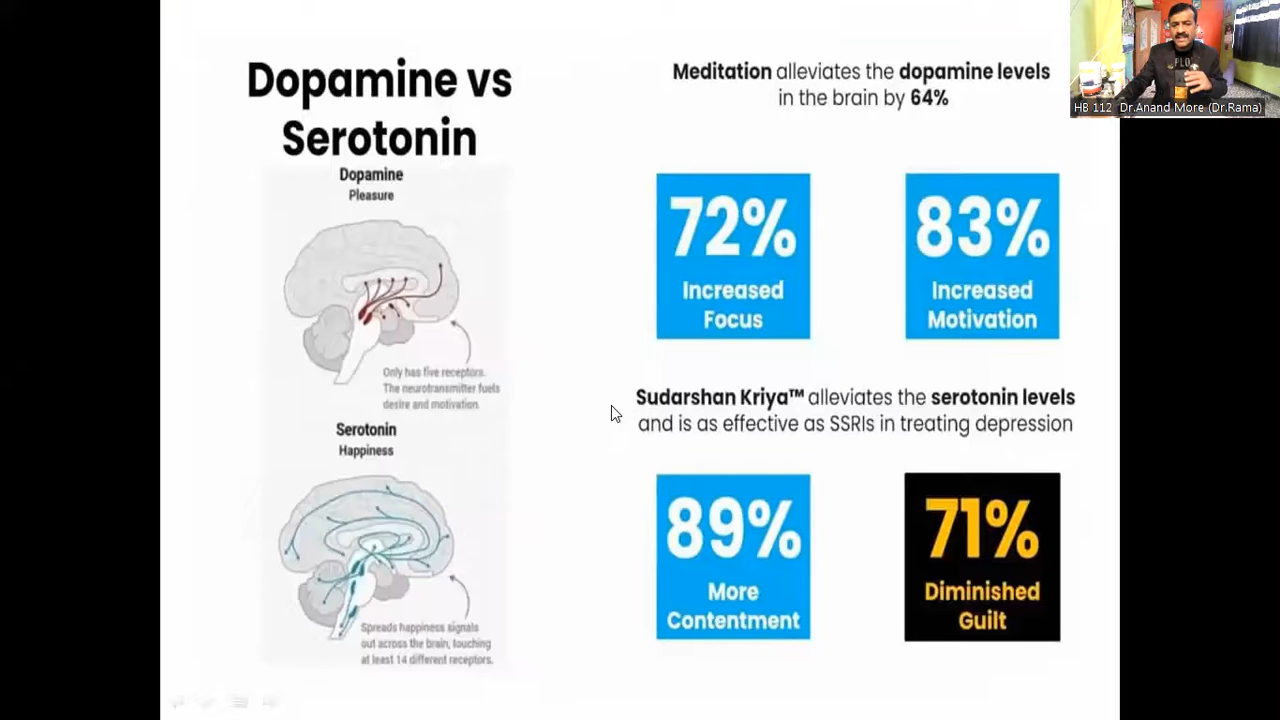 Dopamine vs
Serotonin
Dopamine
Pleasure
Only has five receptors.
The neurotransmitter fuels
desire and motivation.
Serotonin
Happiness
Spreads happiness signals
out across the brain, touching
at least 14 different receptors.
Meditation alleviates the dopamine levels
in the brain by 64%
72%
Increased
Focus
83%
Increased
Motivation
Sudarshan Kriya™ alleviates the serotonin levels
and is as effective as SSRIs in treating depression
89%
More
Contentment
71%
Diminished
Guilt
HB 112 Dr.Anand More (Dr.Rama)